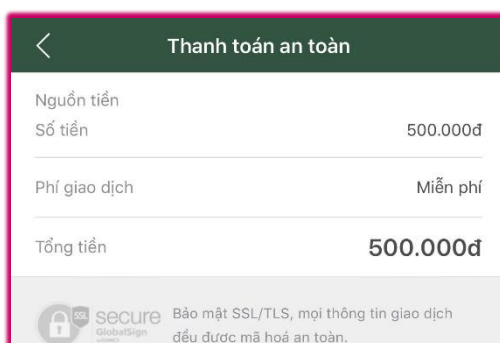 Thanh toán an toàn
Nguồn tiền
Số tiền 500.000đ
Phí giao dịch Miễn phí
Tổng tiền 500.000đ
SSL secure GlobalSign
Bảo mật SSL/TLS, mọi thông tin giao dịch
đều được mã hoá an toàn.